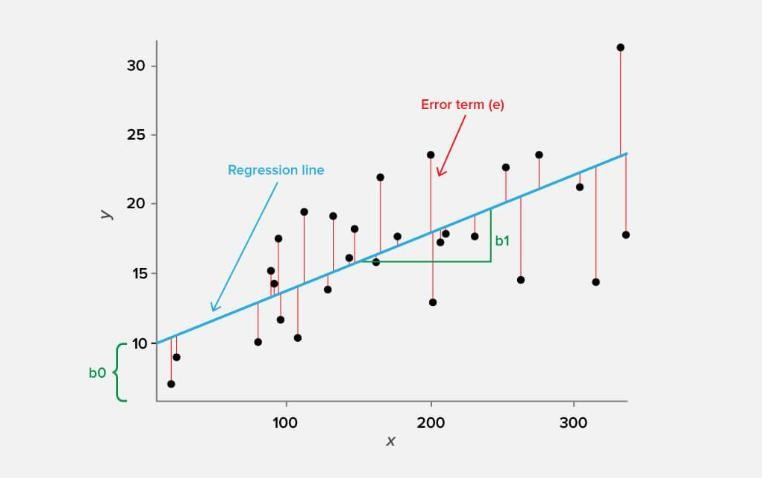 30
Error term (e)
25
Regression line
20
y
b1
15
10
b0
100
200
300
x